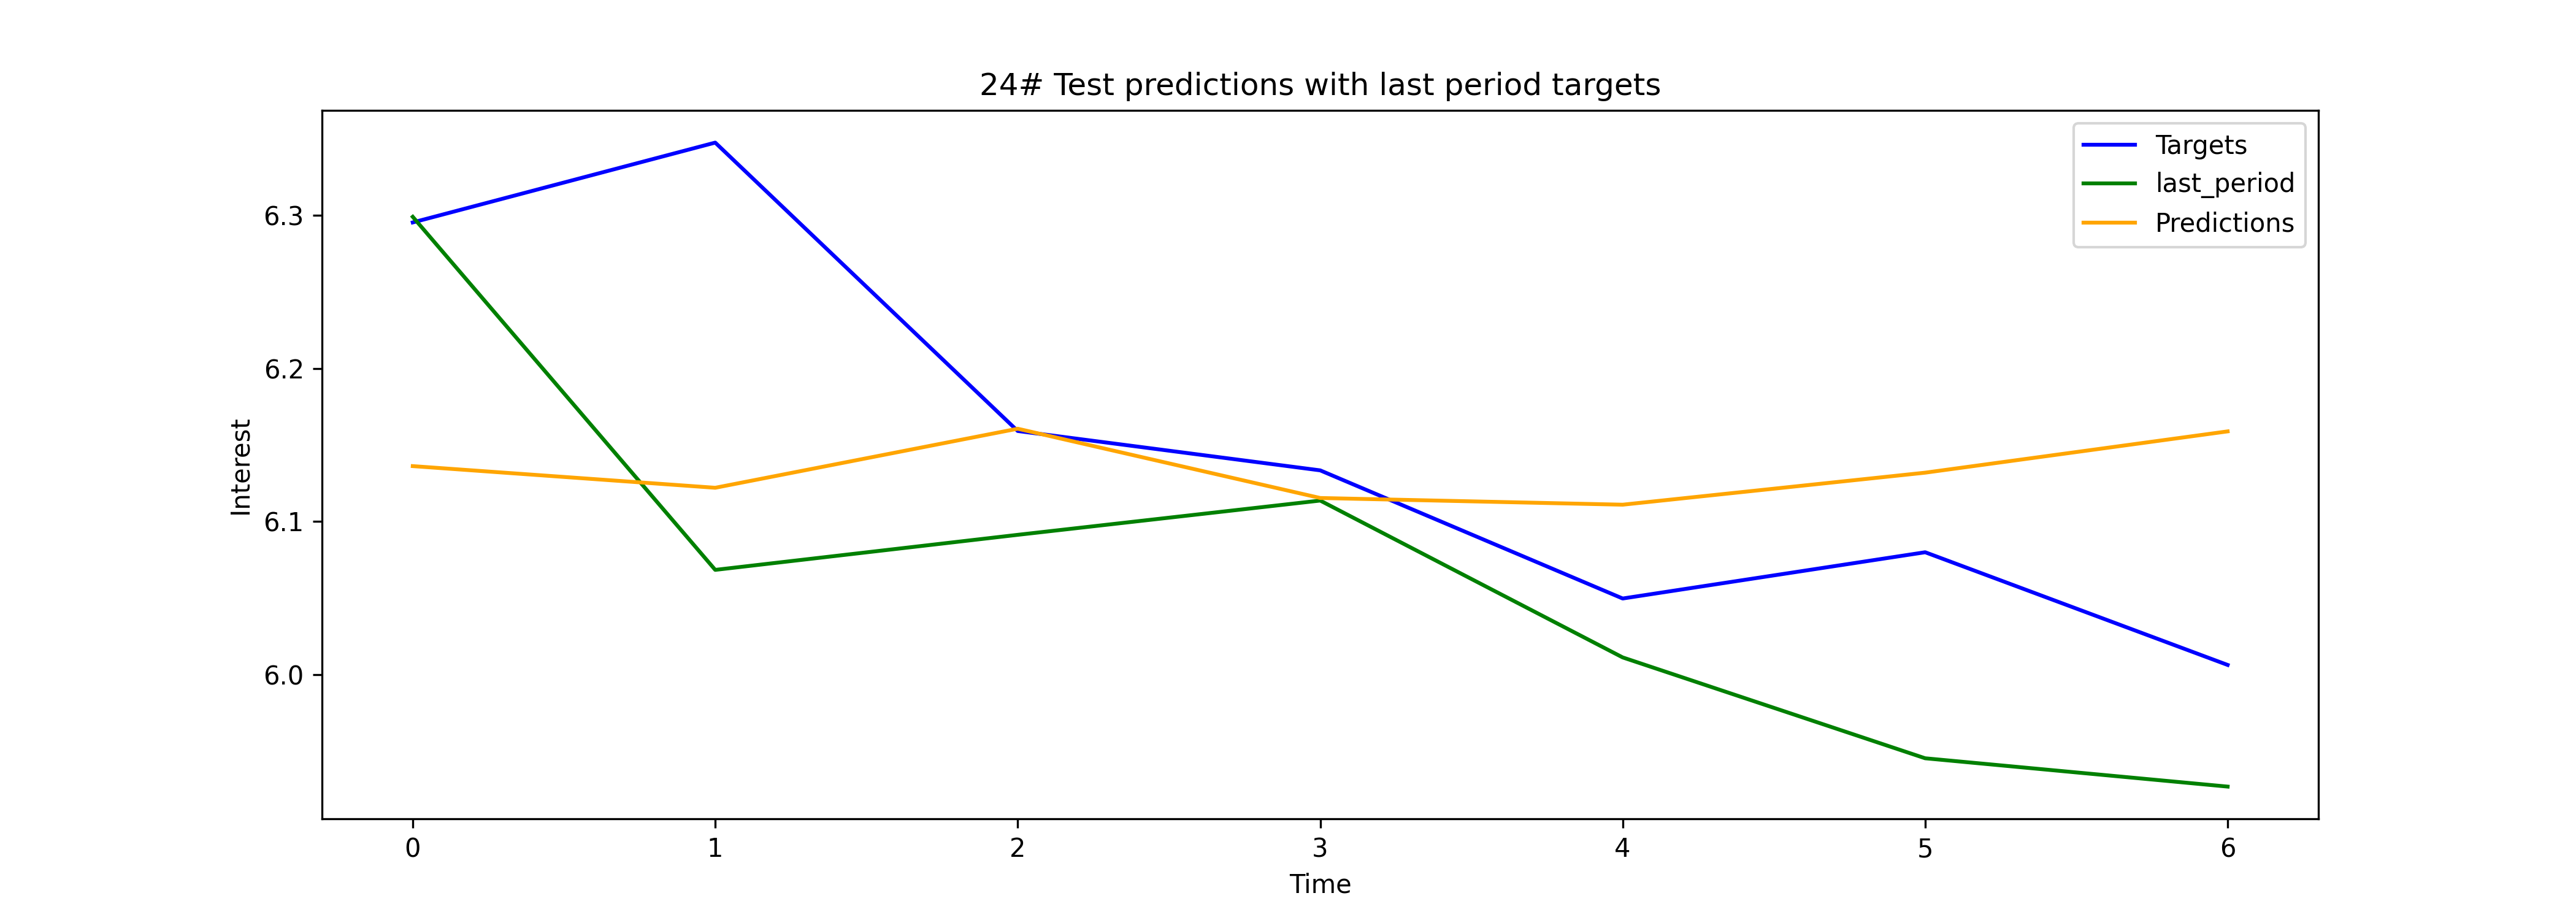 24# Test predictions with last period targets
Targets
last_period
Predictions
Interest
6.3
6.2
6.1
6.0
0 1 2 3 4 5 6
Time